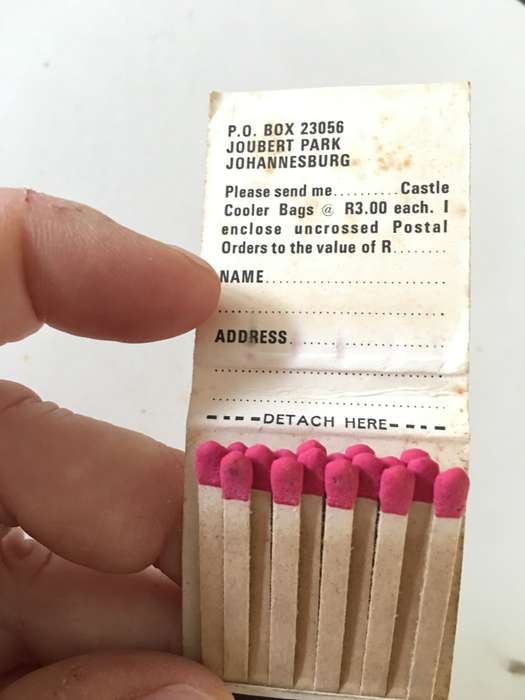 P.O. BOX 23056
JOUBERT PARK
JOHANNESBURG
Please send me..........Castle
Cooler Bags @ R3.00 each. I
enclose uncrossed Postal
Orders to the value of R........
NAME............................
...................................
ADDRESS........................
...................................
...................................
----DETACH HERE----